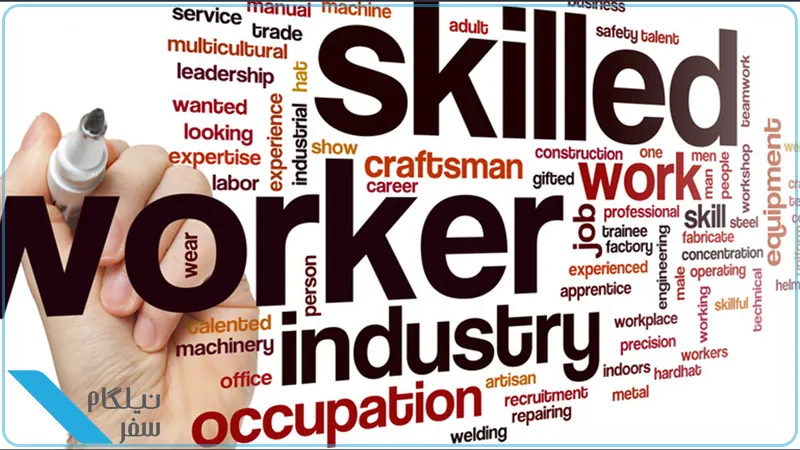 business
manual machine
service
trade
adult
safety talent
skilled
multicultural
leadership
hat
wanted
experience
industrial
looking
show
expertise
labor
craftsman
career
construction one men
gifted
work
man
people
workshop
teamwork
equipment
worker
wear
person
job
professional
skill
steel
trainee
factory
engineering
fabricate
concentration
experienced
male
operating
apprentice
working
skillful
technical
talented
machinery
industry
workplace
precision
workers
office
indoors
hardhat
artisan
occupation
recruitment
metal
repairing
welding
نیلگام
سفر